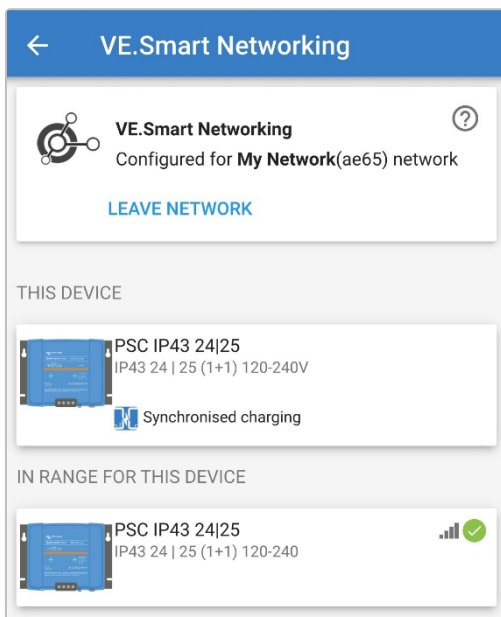 VE.Smart Networking
VE.Smart Networking
Configured for My Network(ae65) network
LEAVE NETWORK
THIS DEVICE
PSC IP43 24|25
IP43 24 | 25 (1+1) 120-240V
Synchronised charging
IN RANGE FOR THIS DEVICE
PSC IP43 24|25
IP43 24 | 25 (1+1) 120-240